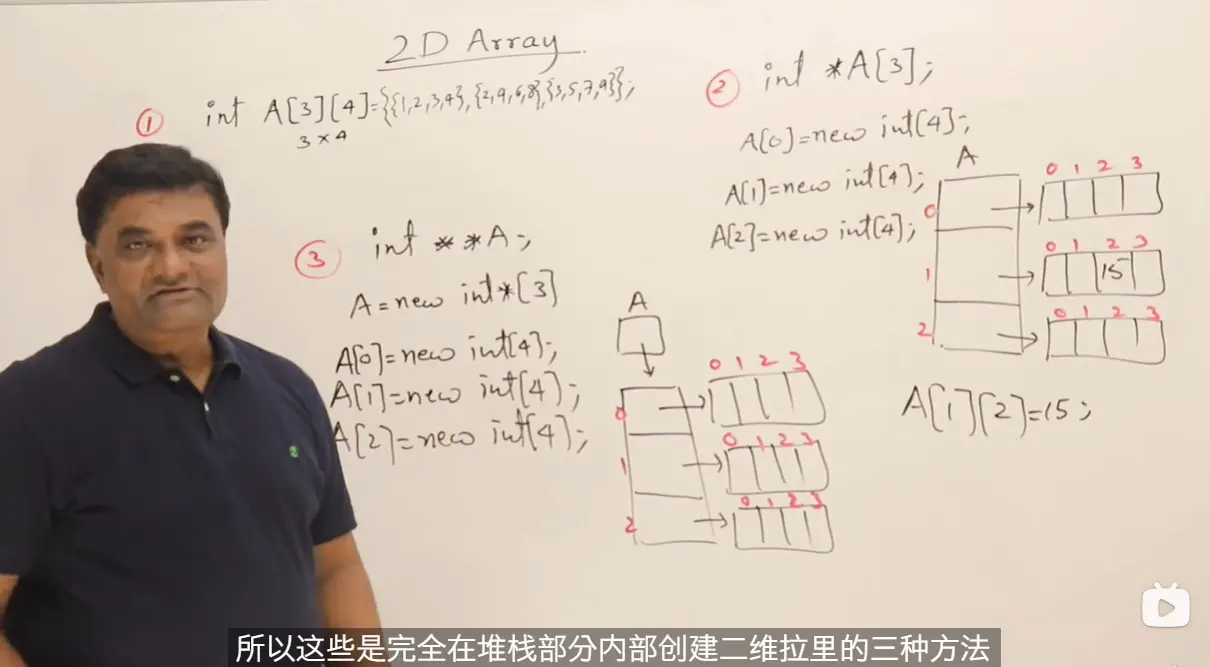 2D Array
① int A[3][4]={{1,2,3,4},{2,4,6,8},{3,5,7,9}};
3×4
② int *A[3];
A[0]=new int[4];
A[1]=new int[4];
A[2]=new int[4];
A
0 1 2 3
0
0 1 2 3
1
15
0 1 2 3
2
A[1][2]=15;
③ int **A;
A=new int*[3]
A[0]=new int[4];
A[1]=new int[4];
A[2]=new int[4];
A
0 1 2 3
0
0 1 2 3
1
0 1 2 3
2
所以这些是完全在堆栈部分内部创建二维拉里的三种方法